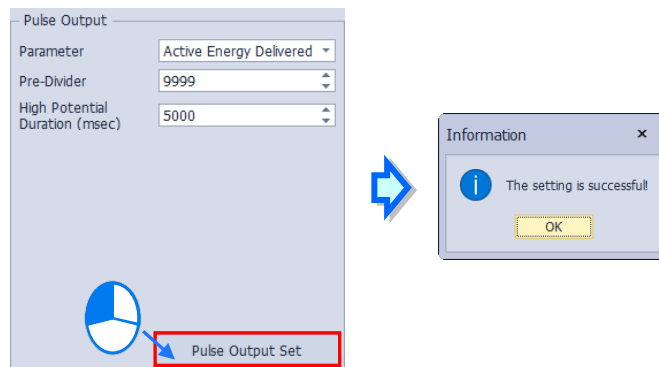 Pulse Output
Parameter
Active Energy Delivered
Pre-Divider
9999
High Potential
Duration (msec)
5000
Pulse Output Set
Information
x
i
The setting is successful!
OK